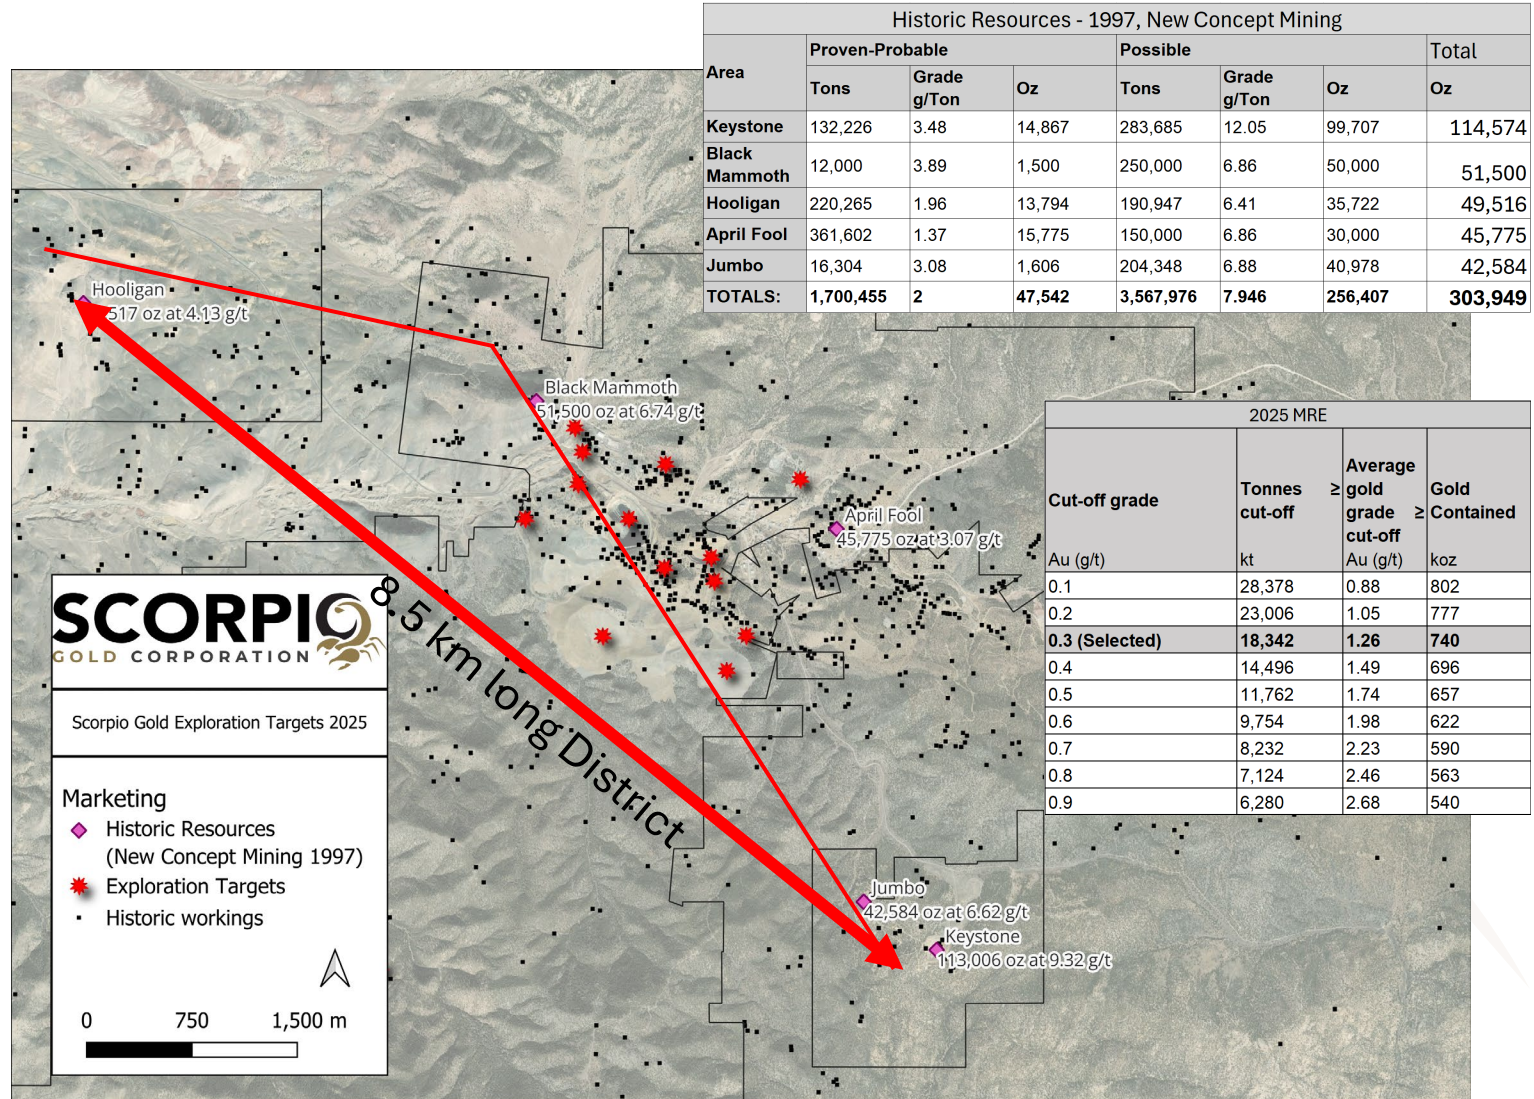 Historic Resources - 1997, New Concept Mining
Area Proven-Probable Possible Total
Tons Grade g/Ton Oz Tons Grade g/Ton Oz Oz
Keystone 132,226 3.48 14,867 283,685 12.05 99,707 114,574
Black Mammoth 12,000 3.89 1,500 250,000 6.86 50,000 51,500
Hooligan 220,265 1.96 13,794 190,947 6.41 35,722 49,516
April Fool 361,602 1.37 15,775 150,000 6.86 30,000 45,775
Jumbo 16,304 3.08 1,606 204,348 6.88 40,978 42,584
TOTALS: 1,700,455 2 47,542 3,567,976 7.946 256,407 303,949
Hooligan
517 oz at 4.13 g/t
Black Mammoth
51,500 oz at 6.74 g/t
April Fool
45,775 oz at 3.07 g/t
8.5 km long District
Jumbo
42,584 oz at 6.62 g/t
Keystone
113,006 oz at 9.32 g/t
2025 MRE
Cut-off grade Tonnes ≥ cut-off Average gold grade ≥ cut-off Gold Contained
Au (g/t) kt Au (g/t) koz
0.1 28,378 0.88 802
0.2 23,006 1.05 777
0.3 (Selected) 18,342 1.26 740
0.4 14,496 1.49 696
0.5 11,762 1.74 657
0.6 9,754 1.98 622
0.7 8,232 2.23 590
0.8 7,124 2.46 563
0.9 6,280 2.68 540
SCORPIO
GOLD CORPORATION
Scorpio Gold Exploration Targets 2025
Marketing
Historic Resources
(New Concept Mining 1997)
Exploration Targets
Historic workings
0 750 1,500 m